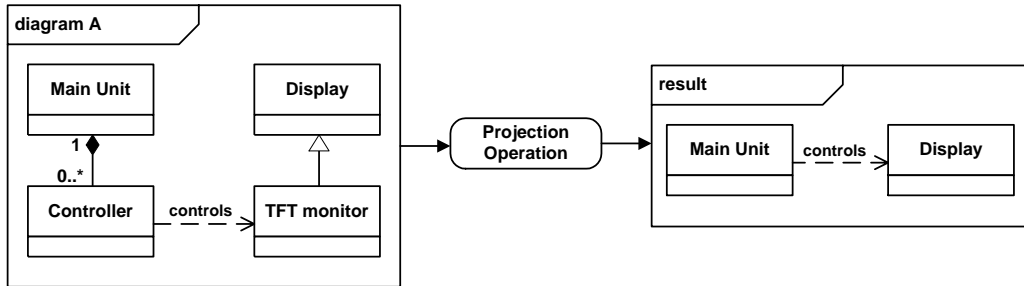 diagram A
Main Unit
Display
1
0..*
Controller
controls
TFT monitor
Projection
Operation
result
Main Unit
controls
Display